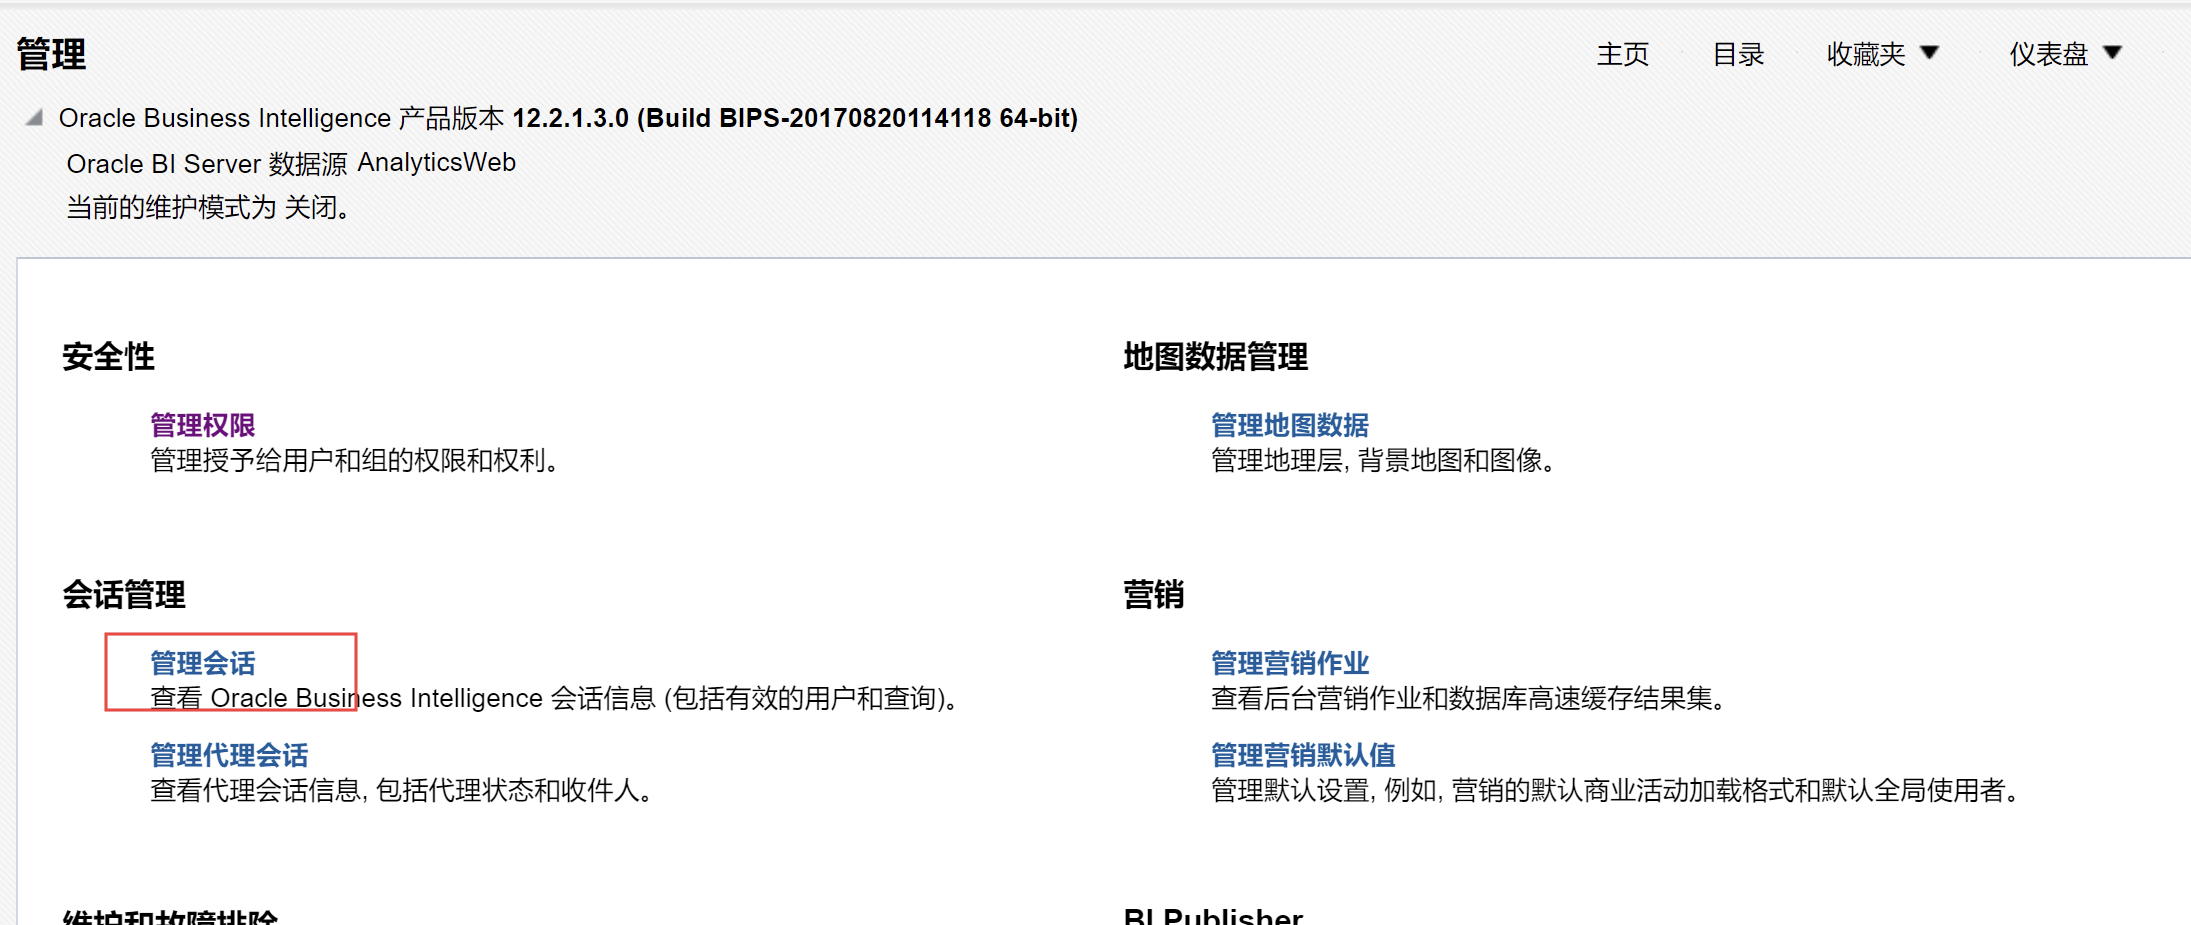 管理
主页 目录 收藏夹 仪表盘
Oracle Business Intelligence 产品版本 12.2.1.3.0 (Build BIPS-20170820114118 64-bit)
Oracle BI Server 数据源 AnalyticsWeb
当前的维护模式为 关闭。
安全性
管理权限
管理授予给用户和组的权限和权利。
地图数据管理
管理地图数据
管理地理层, 背景地图和图像。
会话管理
管理会话
查看 Oracle Business Intelligence 会话信息 (包括有效的用户和查询)。
管理代理会话
查看代理会话信息, 包括代理状态和收件人。
营销
管理营销作业
查看后台营销作业和数据库高速缓存结果集。
管理营销默认值
管理默认设置, 例如, 营销的默认商业活动加载格式和默认全局使用者。
维护和故障排除
BI Publisher